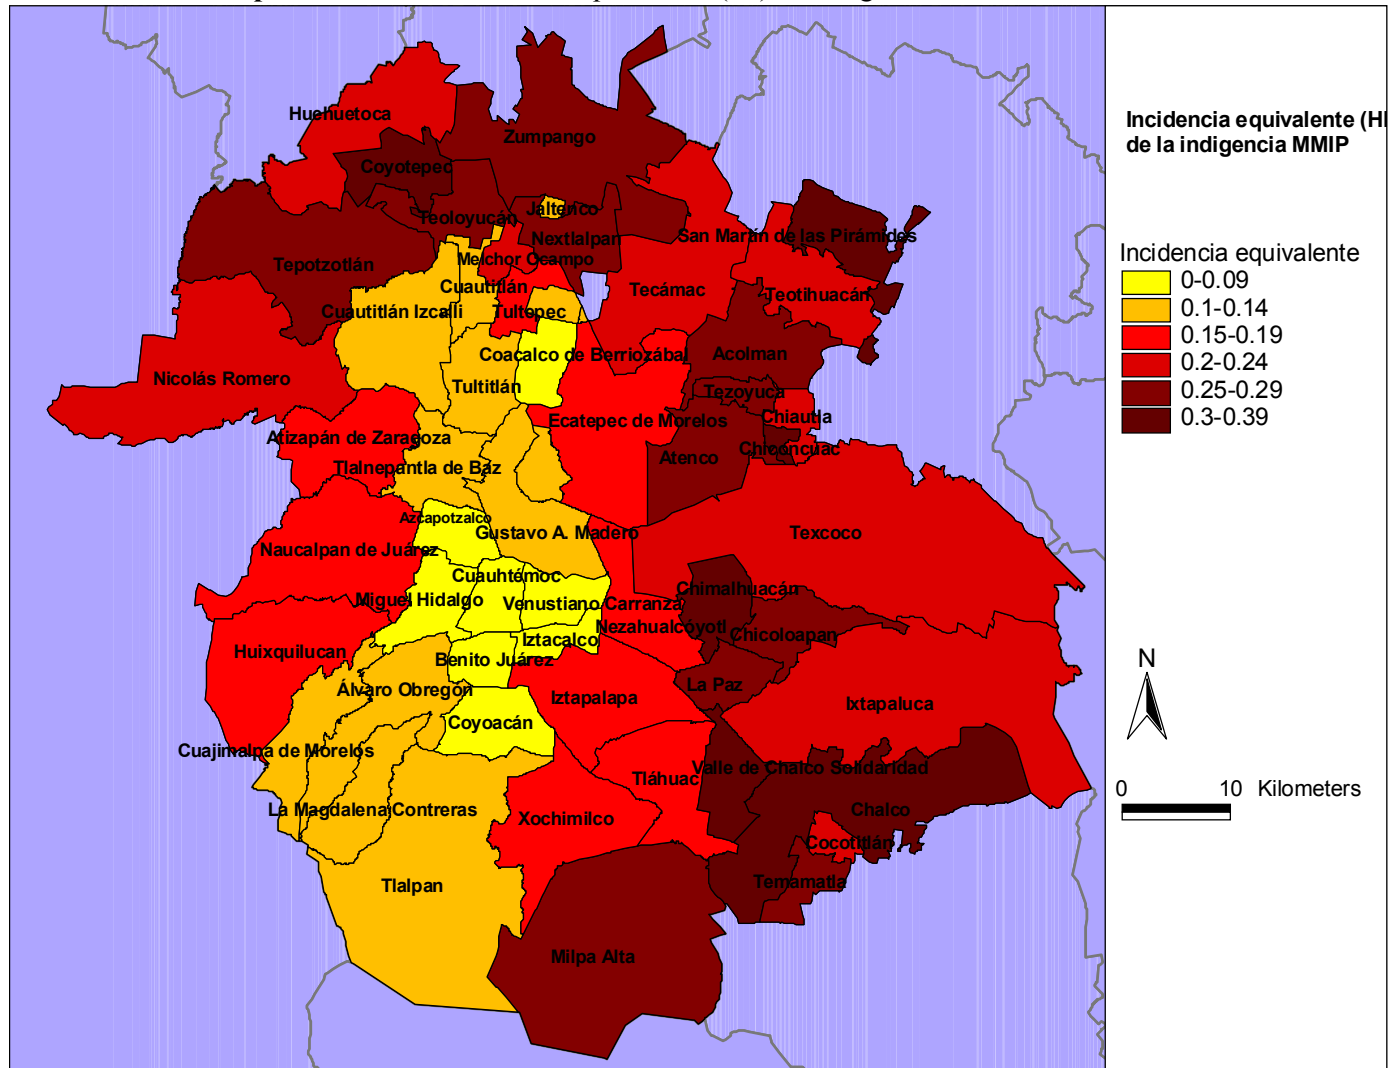 Incidencia equivalente (HI
de la indigencia MMIP
Incidencia equivalente
0-0.09
0.1-0.14
0.15-0.19
0.2-0.24
0.25-0.29
0.3-0.39
N
0 10 Kilometers
Huehuetoca
Zumpango
Coyotepec
Teoloyucán
Jaltenco
Nextlalpan
San Martín de las Pirámides
Melchor Ocampo
Tepotzotlán
Cuautitlán
Tecámac
Teotihuacán
Cuautitlán Izcalli
Tultepec
Coacalco de Berriozábal
Acolman
Nicolás Romero
Tultitlán
Tezoyuca
Chiautla
Ecatepec de Morelos
Atizapán de Zaragoza
Chiconcuac
Atenco
Tlalnepantla de Baz
Azcapotzalco
Gustavo A. Madero
Texcoco
Naucalpan de Juárez
Cuauhtémoc
Chimalhuacán
Miguel Hidalgo
Venustiano Carranza
Nezahualcóyotl
Chicoloapan
Iztacalco
Huixquilucan
Benito Juárez
La Paz
Álvaro Obregón
Iztapalapa
Ixtapaluca
Coyoacán
Cuajimalpa de Morelos
Valle de Chalco Solidaridad
Tláhuac
La Magdalena Contreras
Chalco
Xochimilco
Cocotitlán
Temamatla
Tlalpan
Milpa Alta